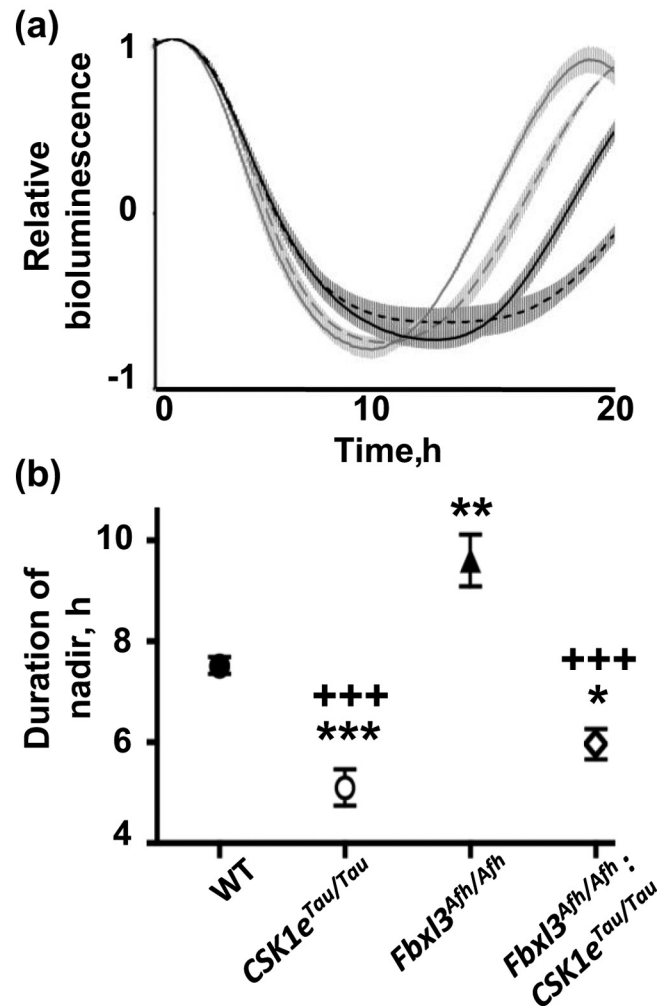 (a)
1
0
-1
Relative
bioluminescence
0
10
20
Time,h
(b)
**
10
8
6
4
Duration of
nadir, h
+++
***
+++
*
WT
CSK1e^Tau/Tau
Fbxl3^Afh/Afh
Fbxl3^Afh/Afh :
CSK1e^Tau/Tau